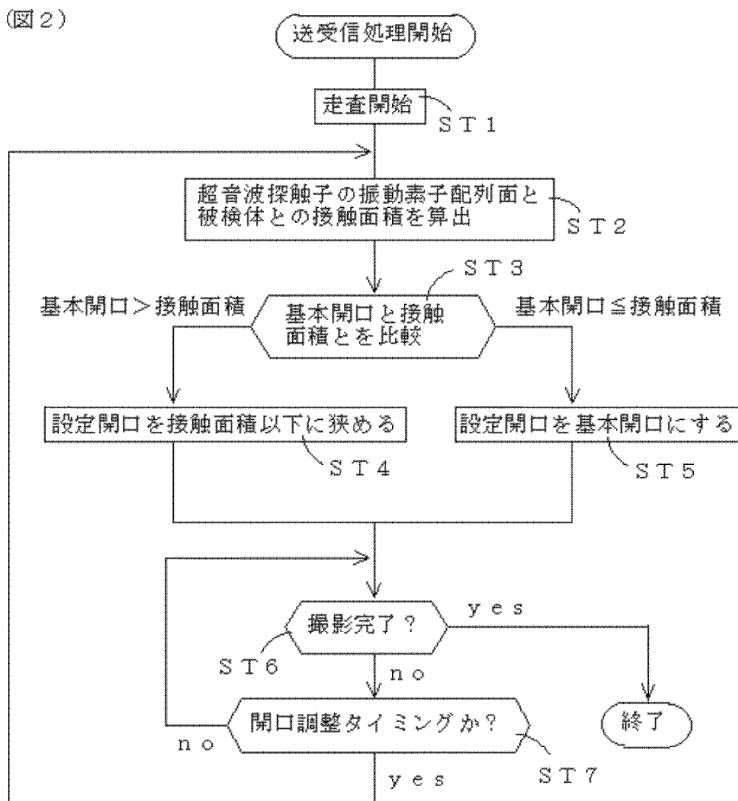 (図2)
送受信処理開始
走査開始
ST1
超音波探触子の振動素子配列面と
被検体との接触面積を算出
ST2
ST3
基本開口>接触面積
基本開口≦接触面積
基本開口と接触
面積とを比較
設定開口を接触面積以下に狭める
設定開口を基本開口にする
ST4
ST5
撮影完了?
yes
ST6
no
開口調整タイミングか?
終了
no
ST7
yes